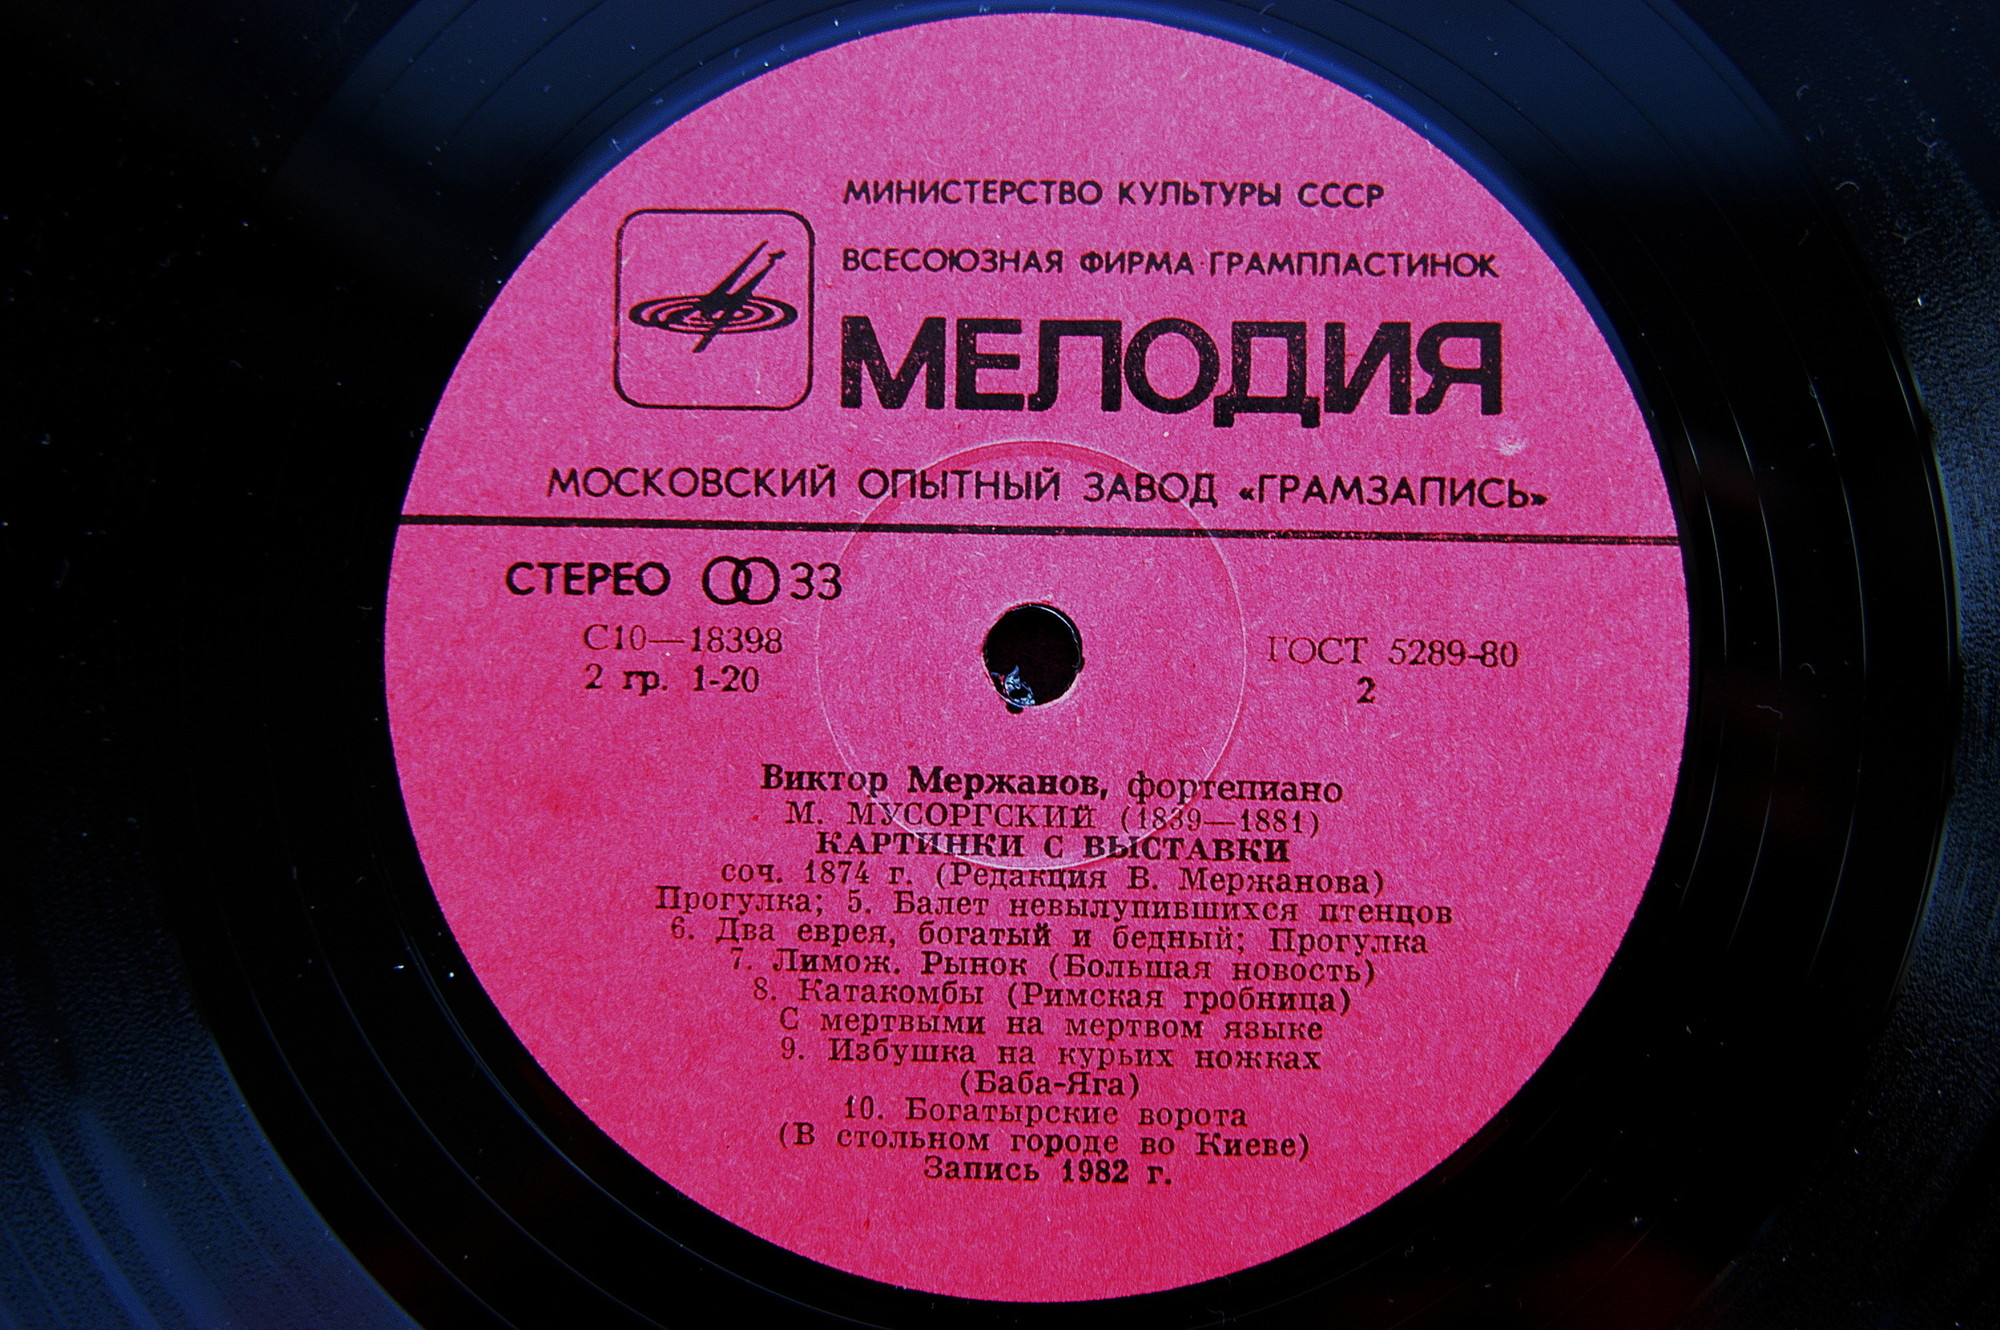 МИНИСТЕРСТВО КУЛЬТУРЫ СССР
ВСЕСОЮЗНАЯ ФИРМА ГРАМПЛАСТИНОК
МЕЛОДИЯ
МОСКОВСКИЙ ОПЫТНЫЙ ЗАВОД «ГРАМЗАПИСЬ»
СТЕРЕО 33
С10—18398
2 гр. 1-20
ГОСТ 5289-80
2
Виктор Мержанов, фортепиано
М. МУСОРГСКИЙ (1839—1881)
КАРТИНКИ С ВЫСТАВКИ
соч. 1874 г. (Редакция В. Мержанова)
Прогулка; 5. Балет невылупившихся птенцов
6. Два еврея, богатый и бедный; Прогулка
7. Лимож. Рынок (Большая новость)
8. Катакомбы (Римская гробница)
С мертвыми на мертвом языке
9. Избушка на курьих ножках
(Баба-Яга)
10. Богатырские ворота
(В стольном городе во Киеве)
Запись 1982 г.